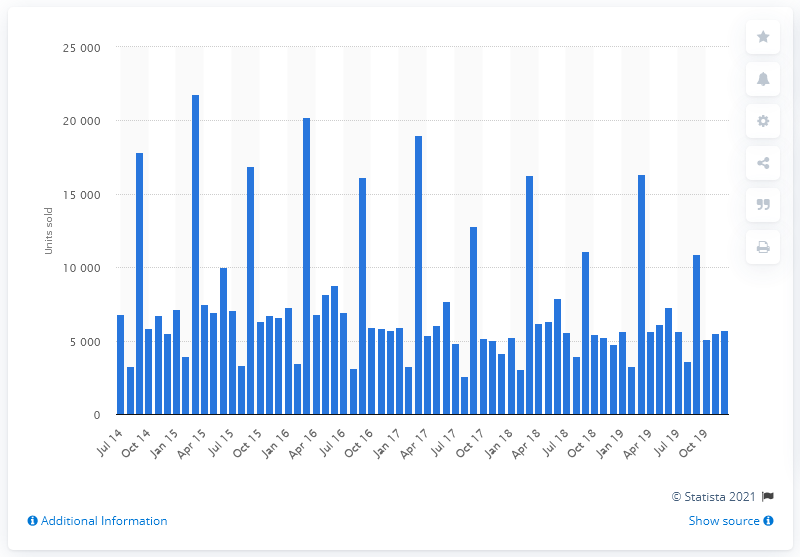 25 000
20 000
15 000
10 000
5 000
0
Units sold
Jul 14
Oct 14
Jan 15
Apr 15
Jul 15
Oct 15
Jan 16
Apr 16
Jul 16
Oct 16
Jan 17
Apr 17
Jul 17
Oct 17
Jan 18
Apr 18
Jul 18
Oct 18
Jan 19
Apr 19
Jul 19
Oct 19
© Statista 2021
Additional Information
Show source